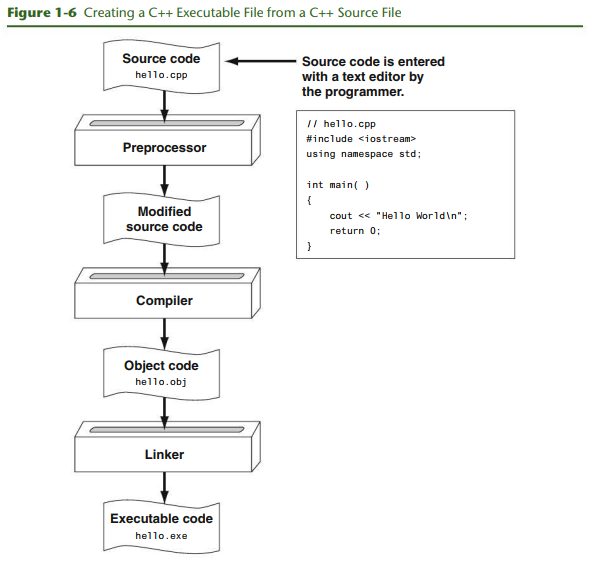 Figure 1-6 Creating a C++ Executable File from a C++ Source File
Source code
hello.cpp
Source code is entered
with a text editor by
the programmer.
// hello.cpp
#include <iostream>
using namespace std;
int main( )
{
cout << "Hello World\n";
return 0;
}
Preprocessor
Modified
source code
Compiler
Object code
hello.obj
Linker
Executable code
hello.exe